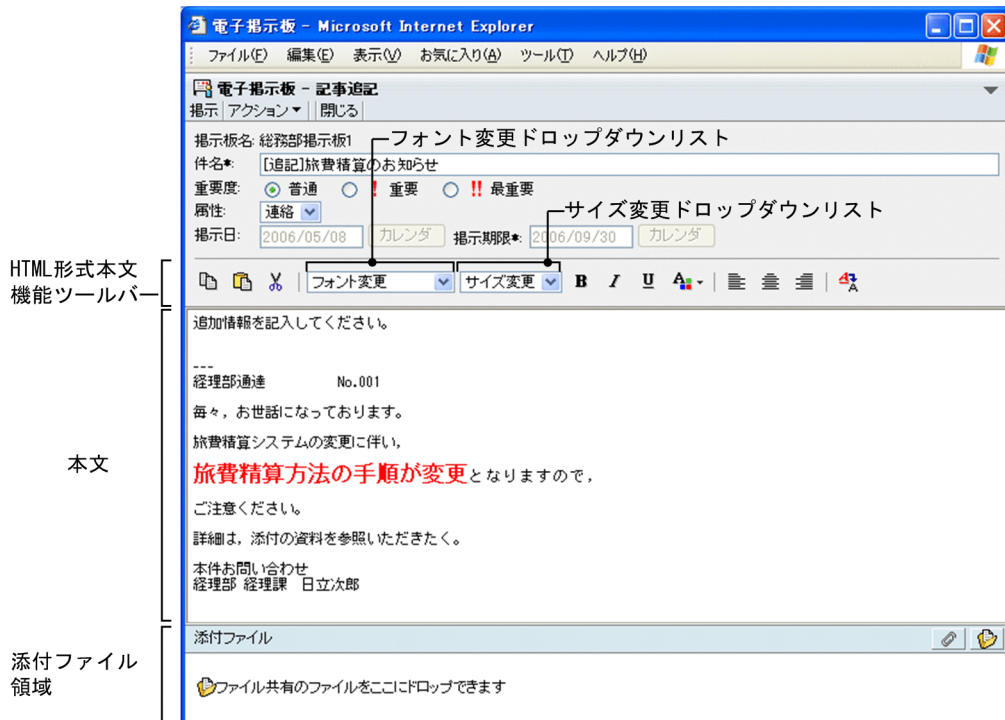 電子掲示板 - Microsoft Internet Explorer
ファイル(F) 編集(E) 表示(V) お気に入り(A) ツール(T) ヘルプ(H)
電子掲示板 - 記事追記
掲示 アクション▼ 閉じる
掲示板名: 総務部掲示板1
フォント変更ドロップダウンリスト
件名*: [追記]旅費精算のお知らせ
重要度: 普通 ! 重要 !! 最重要
サイズ変更ドロップダウンリスト
属性: 連絡
掲示日: 2006/05/08 カレンダ 掲示期限*: 2006/09/30 カレンダ
HTML形式本文
機能ツールバー
フォント変更 サイズ変更 B I U A A A
追加情報を記入してください。
---
経理部通達 No.001
毎々，お世話になっております。
旅費精算システムの変更に伴い，
本文
旅費精算方法の手順が変更となりますので，
ご注意ください。
詳細は，添付の資料を参照いただきたく。
本件お問い合わせ
経理部 経理課 日立次郎
添付ファイル
添付ファイル
領域
ファイル共有のファイルをここにドロップできます